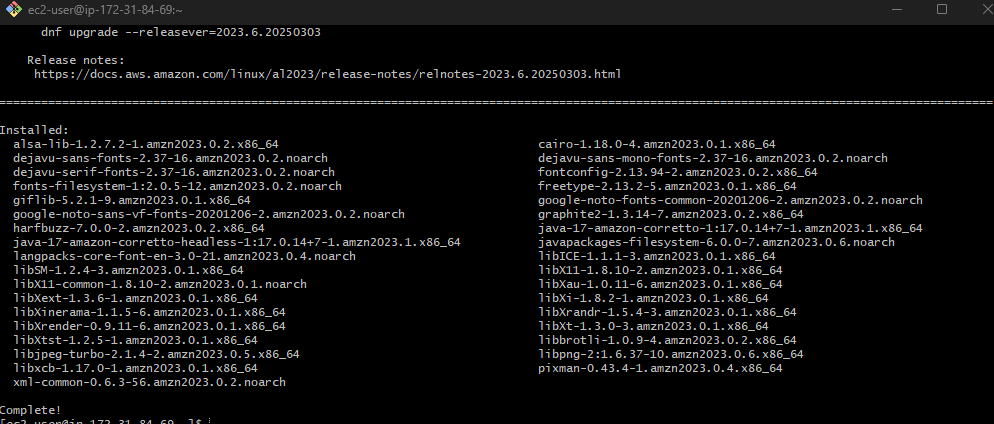 ec2-user@ip-172-31-84-69:~
dnf upgrade --releasever=2023.6.20250303
Release notes:
https://docs.aws.amazon.com/linux/al2023/release-notes/relnotes-2023.6.20250303.html
==============================================================================================================================================
Installed:
alsa-lib-1.2.7.2-1.amzn2023.0.2.x86_64 cairo-1.18.0-4.amzn2023.0.1.x86_64
dejavu-sans-fonts-2.37-16.amzn2023.0.2.noarch dejavu-sans-mono-fonts-2.37-16.amzn2023.0.2.noarch
dejavu-serif-fonts-2.37-16.amzn2023.0.2.noarch fontconfig-2.13.94-2.amzn2023.0.2.x86_64
fonts-filesystem-1:2.0.5-12.amzn2023.0.2.noarch freetype-2.13.2-5.amzn2023.0.1.x86_64
giflib-5.2.1-9.amzn2023.0.1.x86_64 google-noto-fonts-common-20201206-2.amzn2023.0.2.noarch
google-noto-sans-vf-fonts-20201206-2.amzn2023.0.2.noarch graphite2-1.3.14-7.amzn2023.0.2.x86_64
harfbuzz-7.0.0-2.amzn2023.0.2.x86_64 java-17-amazon-corretto-1:17.0.14+7-1.amzn2023.1.x86_64
java-17-amazon-corretto-headless-1:17.0.14+7-1.amzn2023.1.x86_64 javapackages-filesystem-6.0.0-7.amzn2023.0.6.noarch
langpacks-core-font-en-3.0-21.amzn2023.0.4.noarch libICE-1.1.1-3.amzn2023.0.1.x86_64
libSM-1.2.4-3.amzn2023.0.1.x86_64 libX11-1.8.10-2.amzn2023.0.1.x86_64
libX11-common-1.8.10-2.amzn2023.0.1.noarch libXau-1.0.11-6.amzn2023.0.1.x86_64
libXext-1.3.6-1.amzn2023.0.1.x86_64 libXi-1.8.2-1.amzn2023.0.1.x86_64
libXinerama-1.1.5-6.amzn2023.0.1.x86_64 libXrandr-1.5.4-3.amzn2023.0.1.x86_64
libXrender-0.9.11-6.amzn2023.0.1.x86_64 libXt-1.3.0-3.amzn2023.0.1.x86_64
libXtst-1.2.5-1.amzn2023.0.1.x86_64 libbrotli-1.0.9-4.amzn2023.0.2.x86_64
libjpeg-turbo-2.1.4-2.amzn2023.0.5.x86_64 libpng-2:1.6.37-10.amzn2023.0.6.x86_64
libxcb-1.17.0-1.amzn2023.0.1.x86_64 pixman-0.43.4-1.amzn2023.0.4.x86_64
xml-common-0.6.3-56.amzn2023.0.2.noarch
Complete!
[ec2-user@ip-172-31-84-69 ~]$